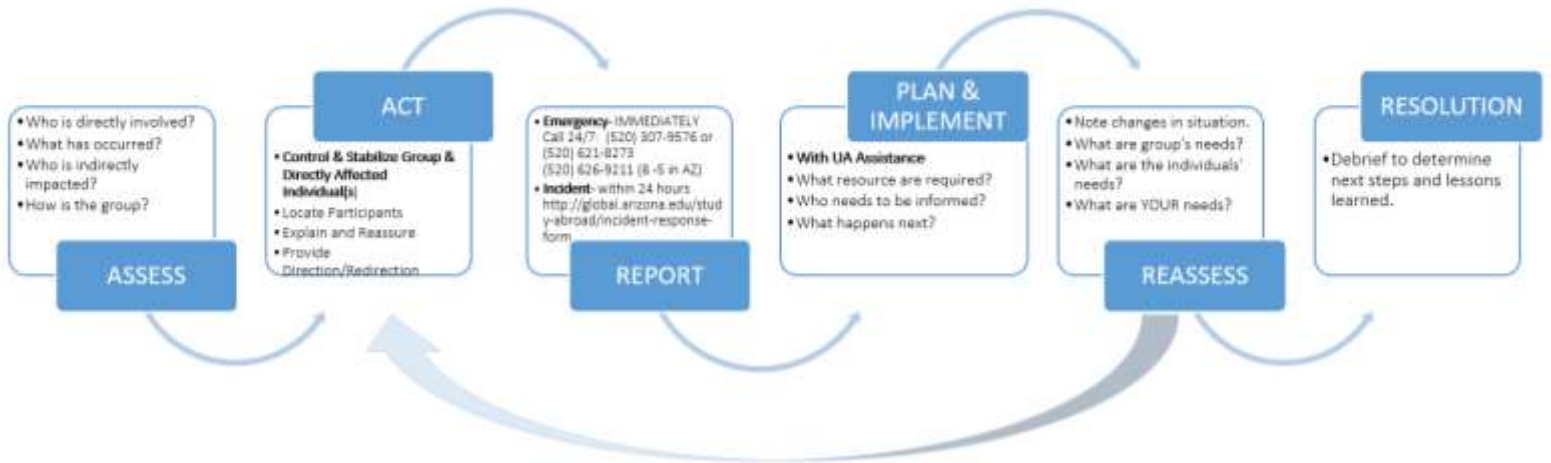 • Who is directly involved?
• What has occurred?
• Who is indirectly
impacted?
• How is the group?
ASSESS
ACT
• Control & Stabilize Group &
Directly Affected
Individual(s)
• Locate Participants
• Explain and Reassure
• Provide
Direction/Redirection
• Emergency- IMMEDIATELY
Call 24/7: (520) 307-9576 or
(520) 621-8273
(520) 626-9211 (8 -5 in AZ)
• Incident- within 24 hours
http://global.arizona.edu/stud
y-abroad/incident-response-
form
REPORT
PLAN &
IMPLEMENT
• With UA Assistance
• What resource are required?
• Who needs to be informed?
• What happens next?
• Note changes in situation.
• What are group's needs?
• What are the individuals'
needs?
• What are YOUR needs?
REASSESS
RESOLUTION
• Debrief to determine
next steps and lessons
learned.